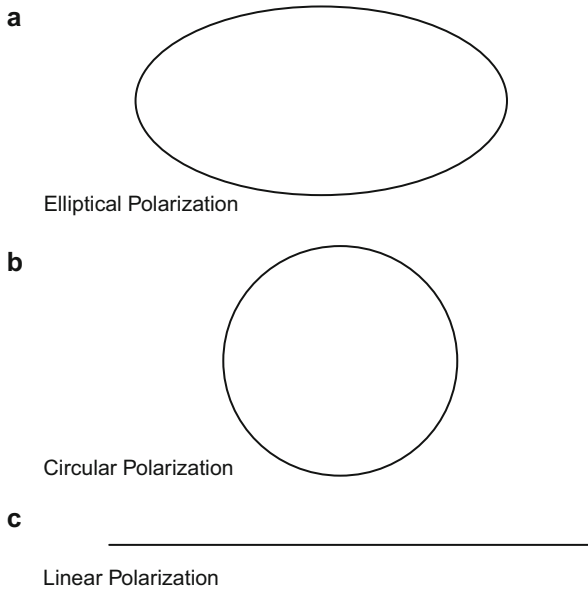 a
Elliptical Polarization
b
Circular Polarization
c
Linear Polarization